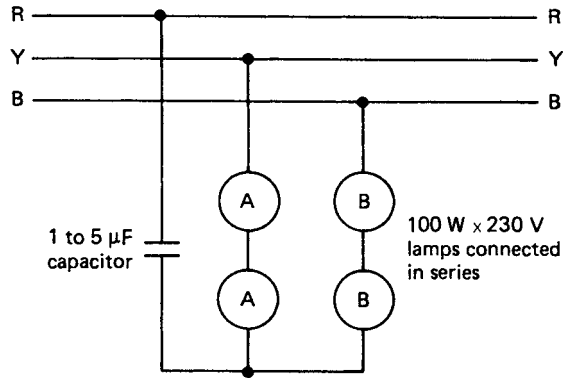 R R
Y Y
B B
A B
1 to 5 µF
capacitor
100 W × 230 V
lamps connected
in series
A B